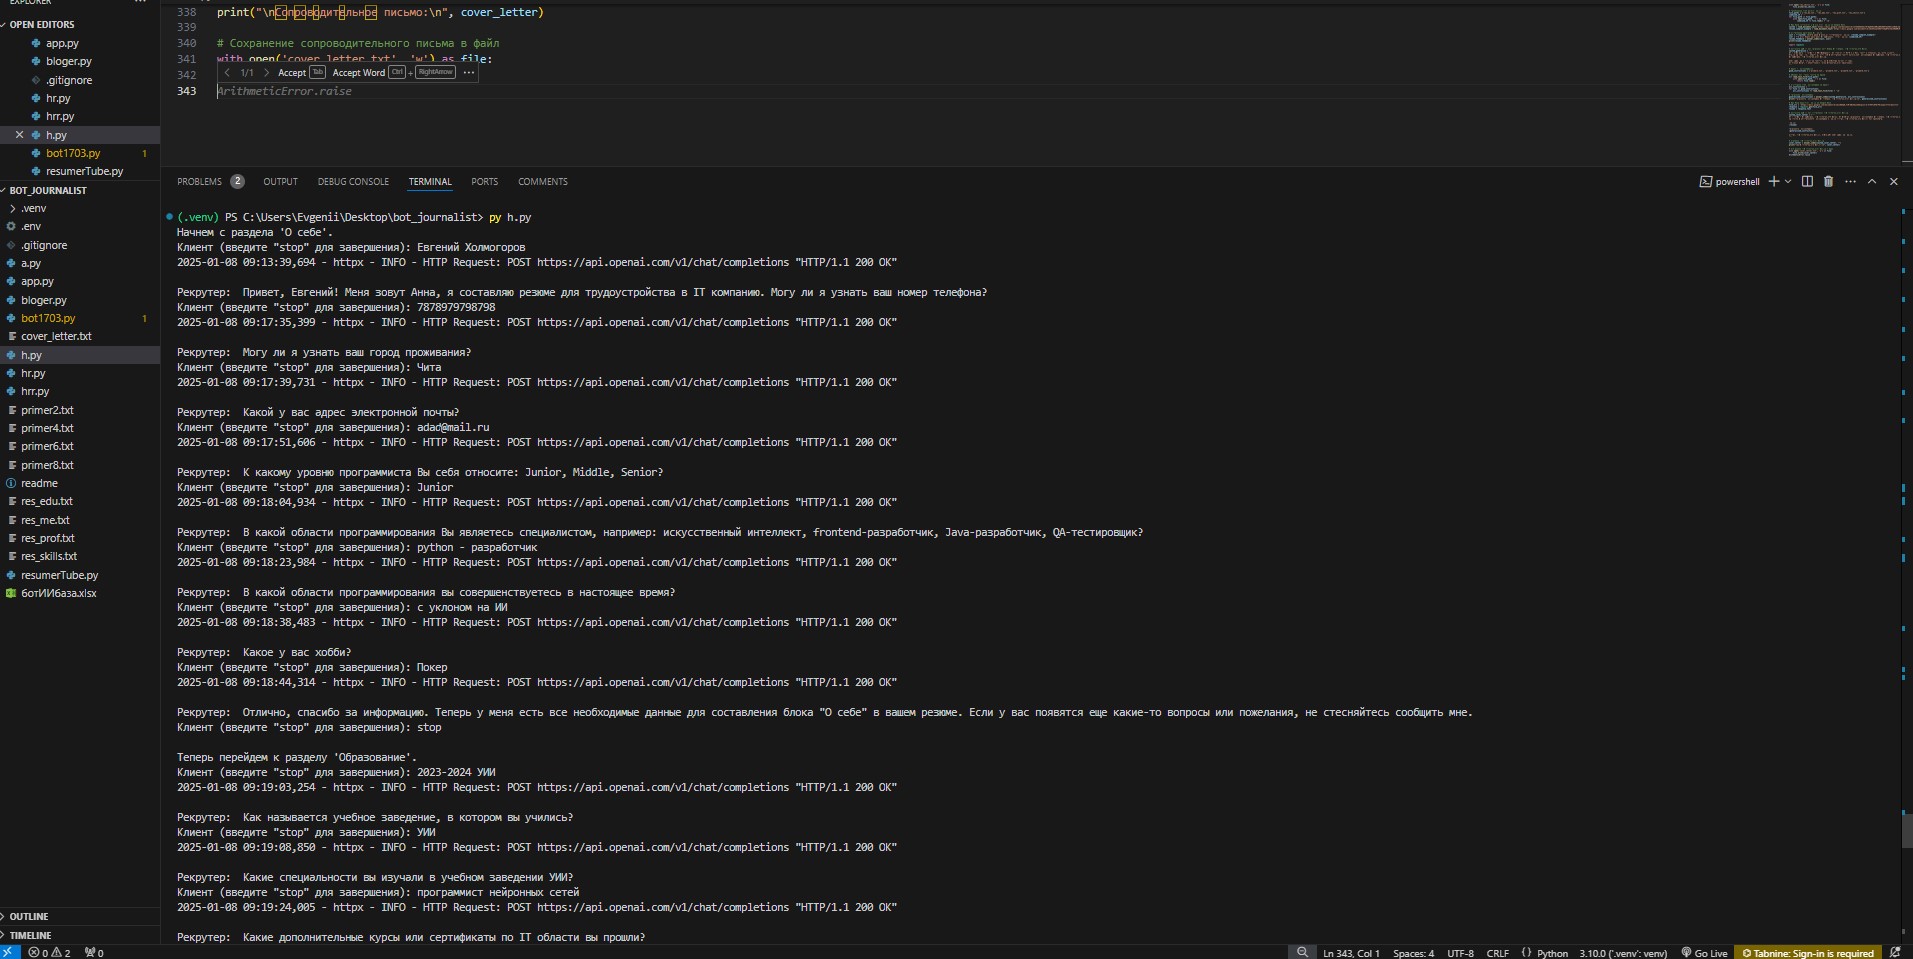 EXPLORER
OPEN EDITORS
app.py
bloger.py
.gitignore
hr.py
hrr.py
h.py
bot1703.py 1
resumerTube.py
BOT_JOURNALIST
.venv
.env
.gitignore
a.py
app.py
bloger.py
bot1703.py 1
cover_letter.txt
h.py
hr.py
hrr.py
primer2.txt
primer4.txt
primer6.txt
primer8.txt
readme
res_edu.txt
res_me.txt
res_prof.txt
res_skills.txt
resumerTube.py
ботИИбаза.xlsx
OUTLINE
TIMELINE
338 print("\nСопроводительное письмо:\n", cover_letter)
339
340 # Сохранение сопроводительного письма в файл
341 with open('cover_letter.txt', 'w') as file:
342
1/1 Accept Tab Accept Word Ctrl + RightArrow ...
343 ArithmeticError.raise
PROBLEMS 2 OUTPUT DEBUG CONSOLE TERMINAL PORTS COMMENTS powershell
(.venv) PS C:\Users\Evgenii\Desktop\bot_journalist> py h.py
Начнем с раздела 'О себе'.
Клиент (введите "stop" для завершения): Евгений Холмогоров
2025-01-08 09:13:39,694 - httpx - INFO - HTTP Request: POST https://api.openai.com/v1/chat/completions "HTTP/1.1 200 OK"
Рекрутер: Привет, Евгений! Меня зовут Анна, я составляю резюме для трудоустройства в IT компанию. Могу ли я узнать ваш номер телефона?
Клиент (введите "stop" для завершения): 7878979798798
2025-01-08 09:17:35,399 - httpx - INFO - HTTP Request: POST https://api.openai.com/v1/chat/completions "HTTP/1.1 200 OK"
Рекрутер: Могу ли я узнать ваш город проживания?
Клиент (введите "stop" для завершения): Чита
2025-01-08 09:17:39,731 - httpx - INFO - HTTP Request: POST https://api.openai.com/v1/chat/completions "HTTP/1.1 200 OK"
Рекрутер: Какой у вас адрес электронной почты?
Клиент (введите "stop" для завершения): adad@mail.ru
2025-01-08 09:17:51,606 - httpx - INFO - HTTP Request: POST https://api.openai.com/v1/chat/completions "HTTP/1.1 200 OK"
Рекрутер: К какому уровню программиста Вы себя относите: Junior, Middle, Senior?
Клиент (введите "stop" для завершения): Junior
2025-01-08 09:18:04,934 - httpx - INFO - HTTP Request: POST https://api.openai.com/v1/chat/completions "HTTP/1.1 200 OK"
Рекрутер: В какой области программирования Вы являетесь специалистом, например: искусственный интеллект, frontend-разработчик, Java-разработчик, QA-тестировщик?
Клиент (введите "stop" для завершения): python - разработчик
2025-01-08 09:18:23,984 - httpx - INFO - HTTP Request: POST https://api.openai.com/v1/chat/completions "HTTP/1.1 200 OK"
Рекрутер: В какой области программирования вы совершенствуетесь в настоящее время?
Клиент (введите "stop" для завершения): с уклоном на ИИ
2025-01-08 09:18:38,483 - httpx - INFO - HTTP Request: POST https://api.openai.com/v1/chat/completions "HTTP/1.1 200 OK"
Рекрутер: Какое у вас хобби?
Клиент (введите "stop" для завершения): Покер
2025-01-08 09:18:44,314 - httpx - INFO - HTTP Request: POST https://api.openai.com/v1/chat/completions "HTTP/1.1 200 OK"
Рекрутер: Отлично, спасибо за информацию. Теперь у меня есть все необходимые данные для составления блока "О себе" в вашем резюме. Если у вас появятся еще какие-то вопросы или пожелания, не стесняйтесь сообщить мне.
Клиент (введите "stop" для завершения): stop
Теперь перейдем к разделу 'Образование'.
Клиент (введите "stop" для завершения): 2023-2024 УИИ
2025-01-08 09:19:03,254 - httpx - INFO - HTTP Request: POST https://api.openai.com/v1/chat/completions "HTTP/1.1 200 OK"
Рекрутер: Как называется учебное заведение, в котором вы учились?
Клиент (введите "stop" для завершения): УИИ
2025-01-08 09:19:08,850 - httpx - INFO - HTTP Request: POST https://api.openai.com/v1/chat/completions "HTTP/1.1 200 OK"
Рекрутер: Какие специальности вы изучали в учебном заведении УИИ?
Клиент (введите "stop" для завершения): программист нейронных сетей
2025-01-08 09:19:24,005 - httpx - INFO - HTTP Request: POST https://api.openai.com/v1/chat/completions "HTTP/1.1 200 OK"
Рекрутер: Какие дополнительные курсы или сертификаты по IT области вы прошли?
0 2 0 Ln 343, Col 1 Spaces: 4 UTF-8 CRLF Python 3.10.0 ('.venv': venv) Go Live Tabnine: Sign-in is required